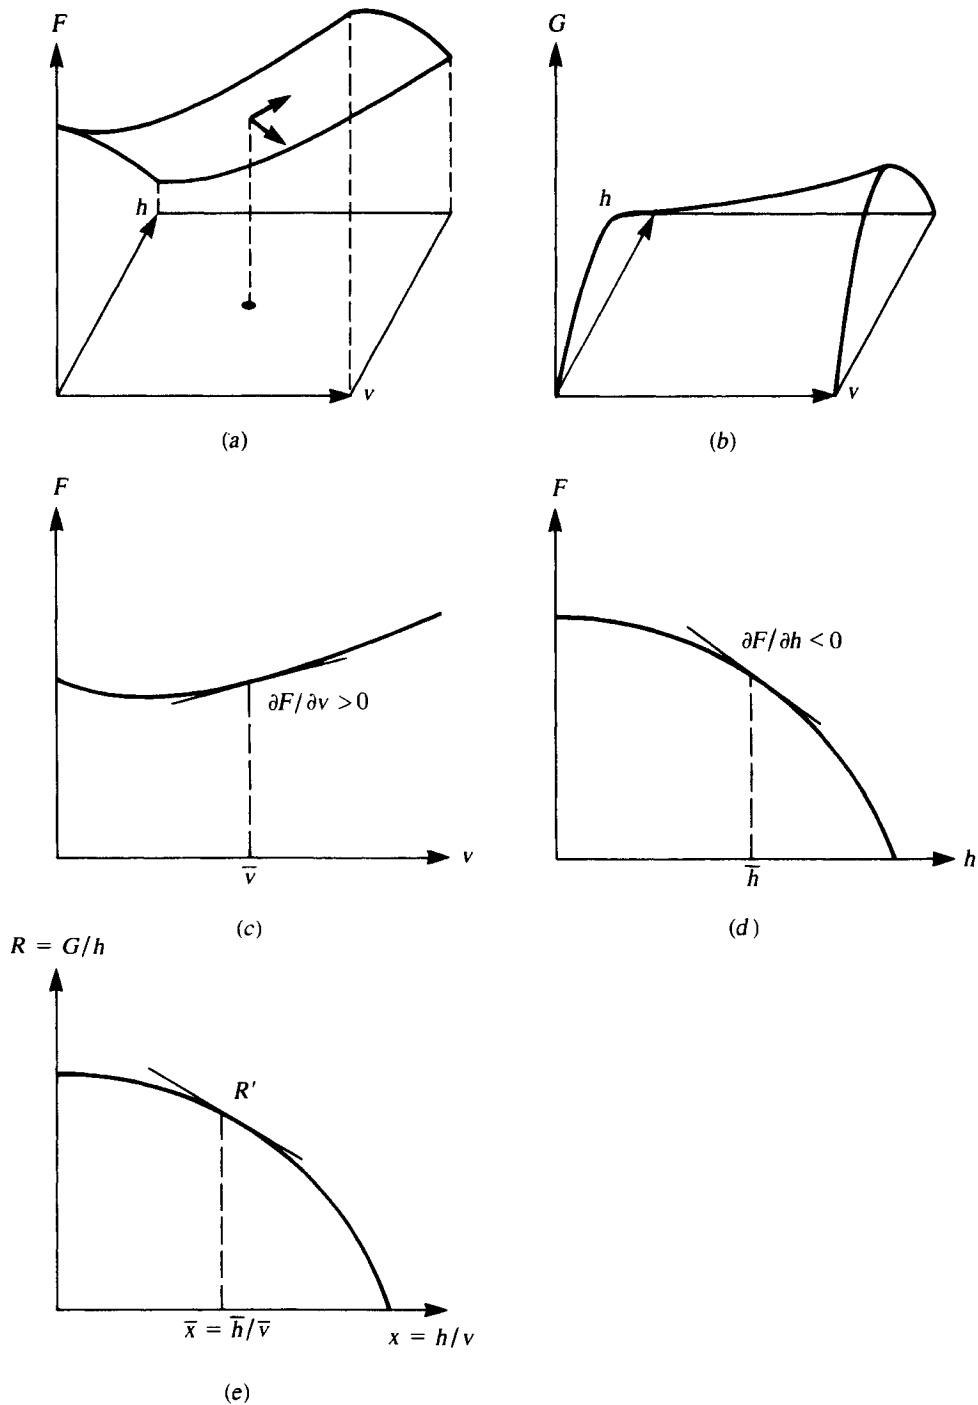 F
h
v
(a)
G
h
v
(b)
F
∂F/∂v > 0
v̅
v
(c)
F
∂F/∂h < 0
h̅
h
(d)
R = G/h
R′
x̅ = h̅/v̅
x = h/v
(e)